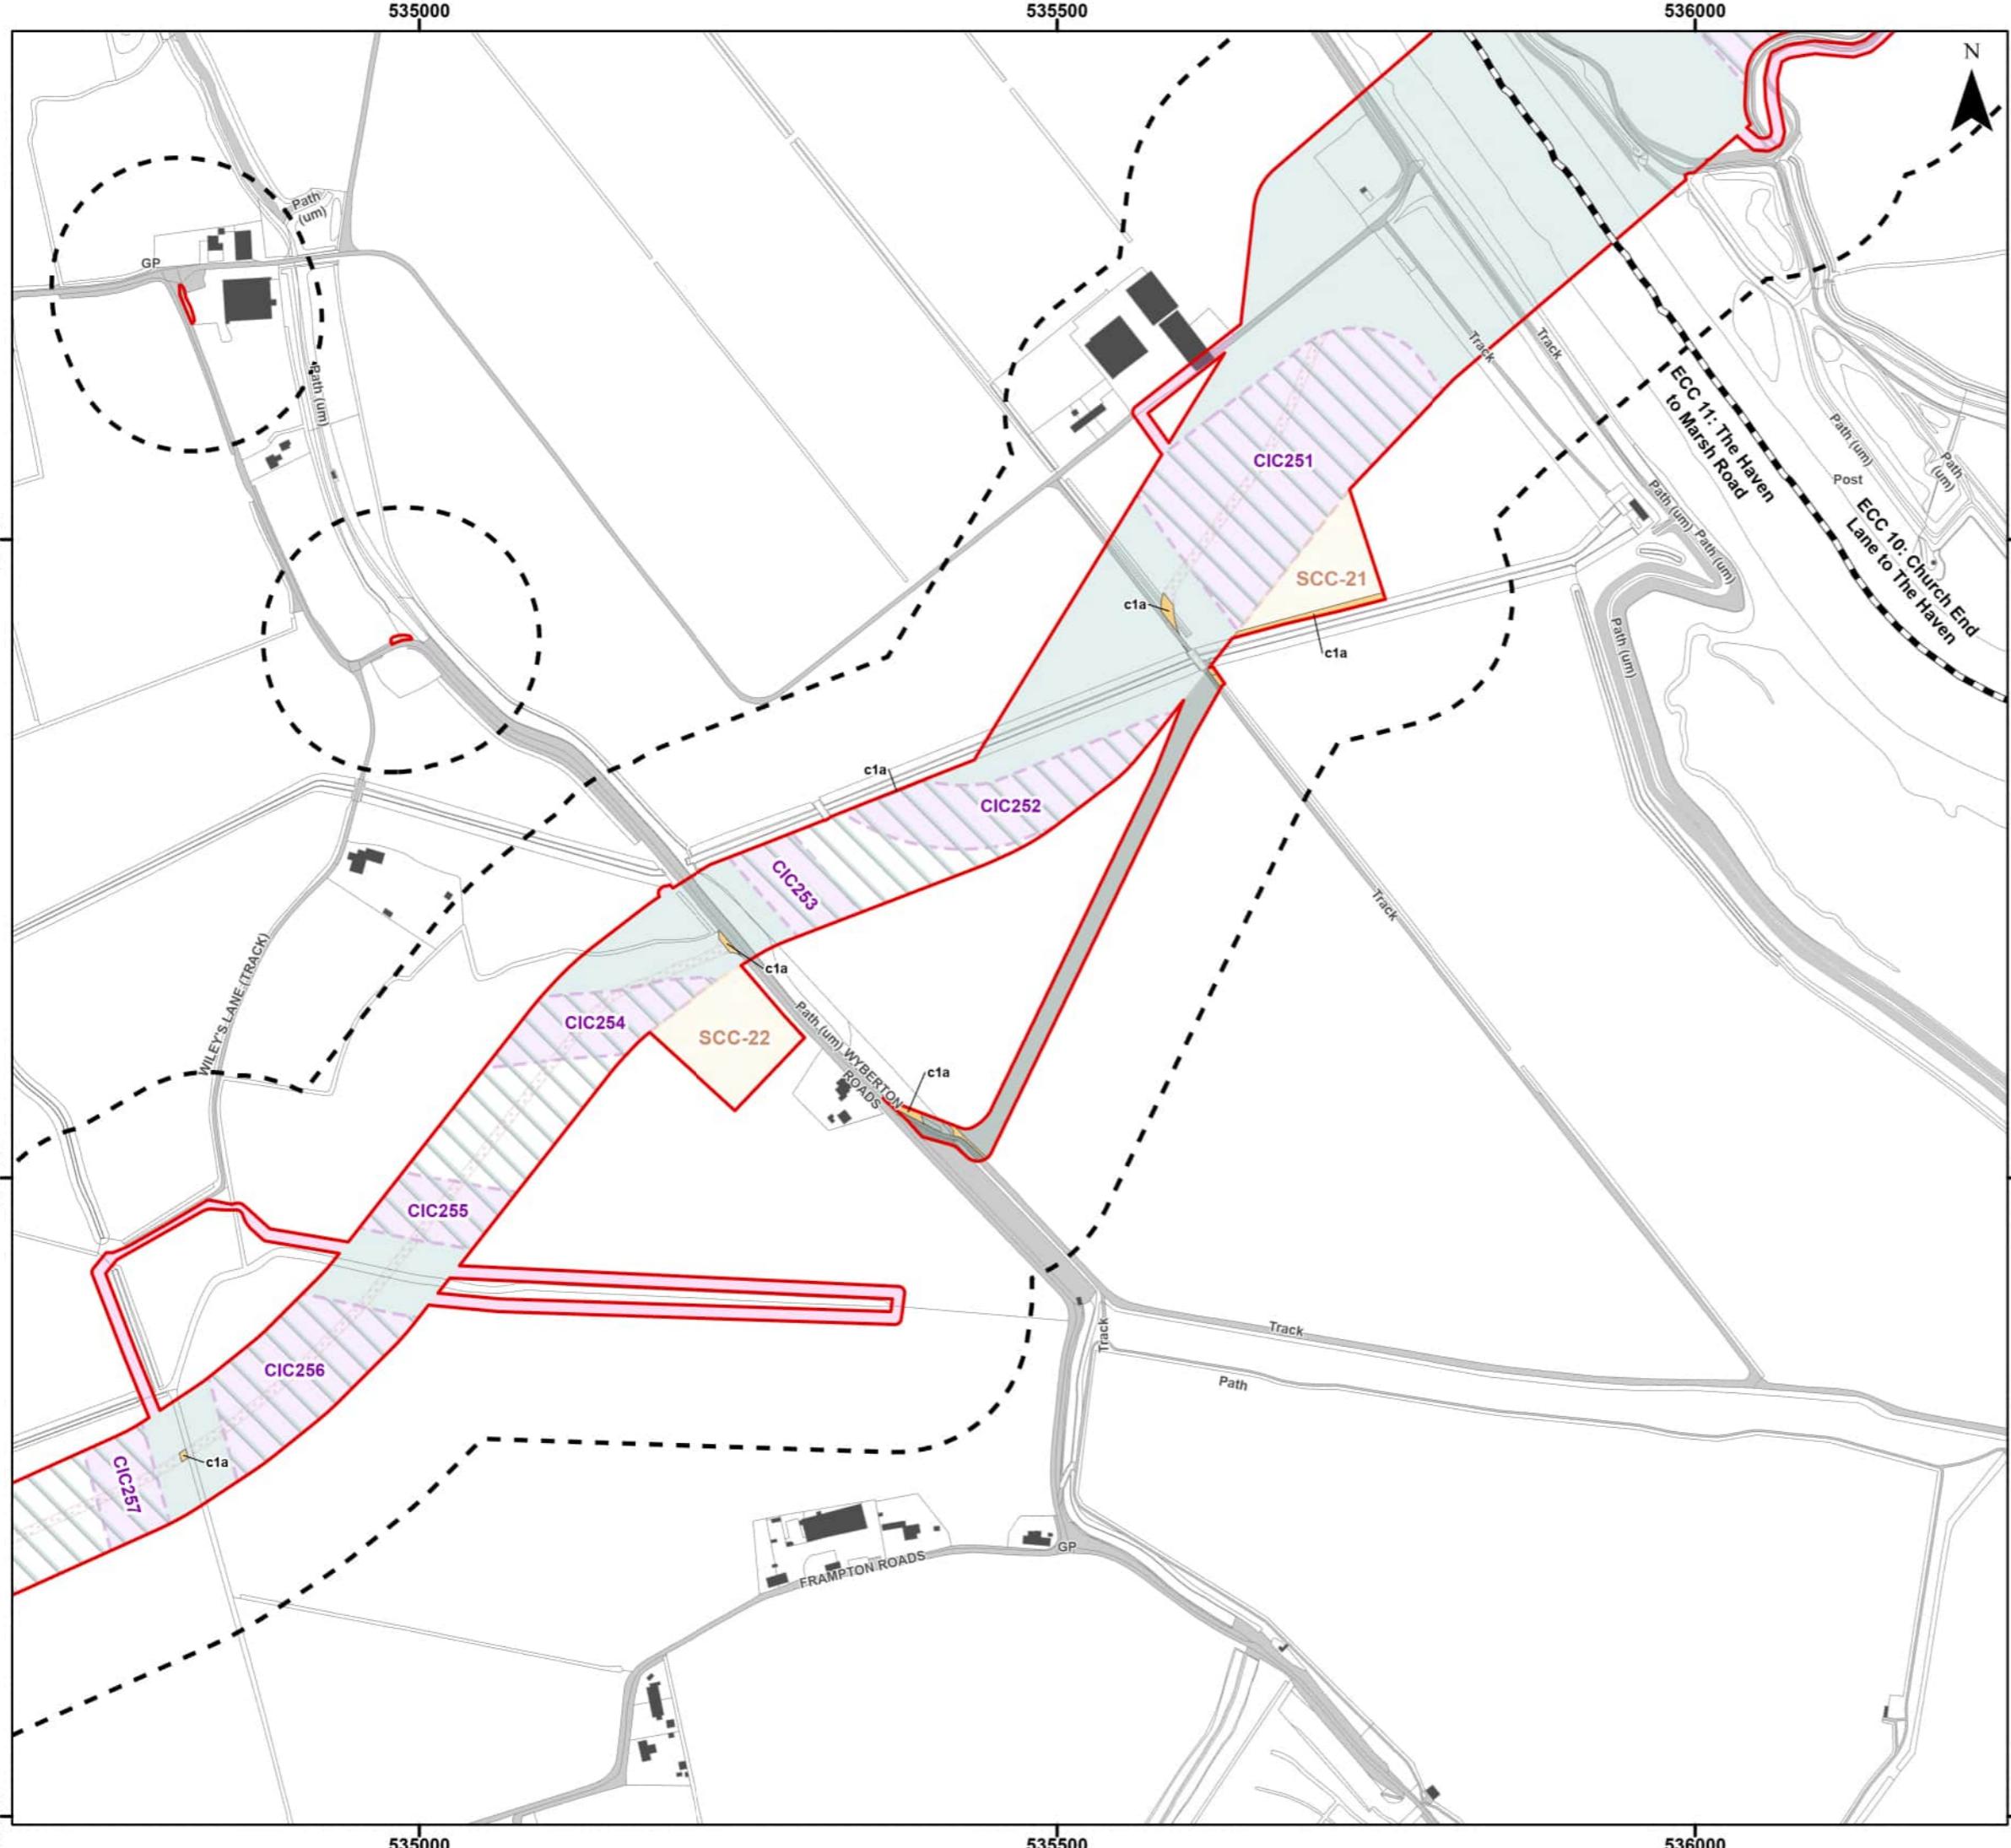 535000
535500
536000
N
Path
(um)
GP
Path (um)
Track
Track
ECC 11: The Haven
to Marsh Road
Path (um)
Path
(um)
Post
CIC251
Path (um)
ECC 10: Church End
Lane to The Haven
Path (um)
SCC-21
c1a
c1a
Path (um)
c1a
CIC252
CIC253
Track
WILEY'S LANE (TRACK)
c1a
CIC254
SCC-22
Path (um)
WYBERTON
ROADS
c1a
CIC255
Track
Track
CIC256
Path
c1a
CIC257
GP
FRAMPTON ROADS
535000
535500
536000